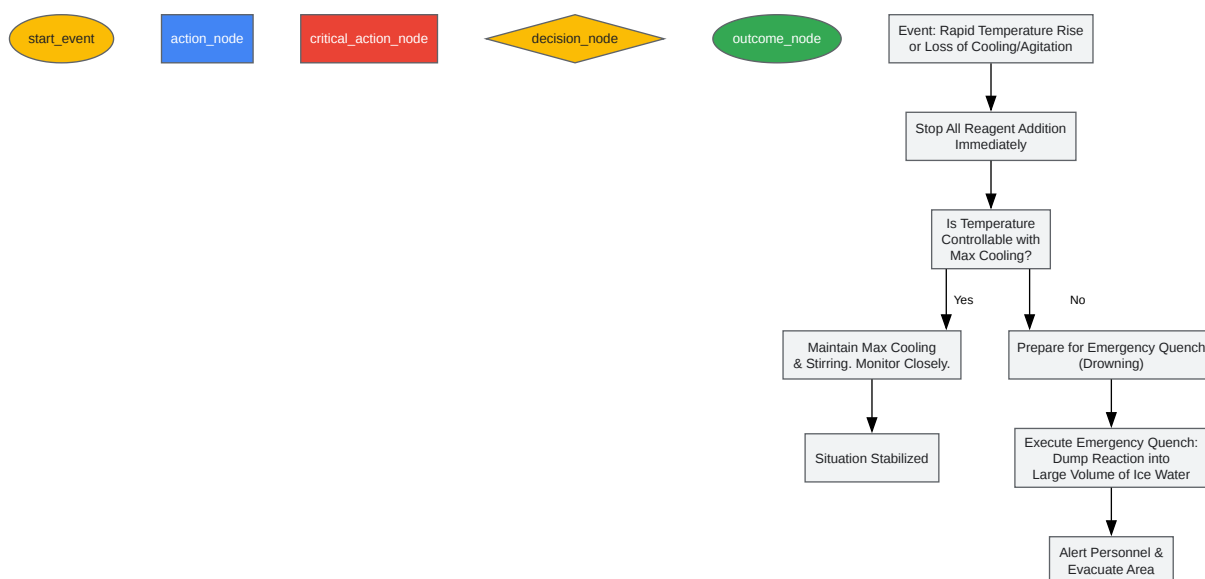 start_event
action_node
critical_action_node
decision_node
outcome_node
Event: Rapid Temperature Rise
or Loss of Cooling/Agitation
Stop All Reagent Addition
Immediately
Is Temperature
Controllable with
Max Cooling?
Yes
No
Maintain Max Cooling
& Stirring. Monitor Closely.
Prepare for Emergency Quench
(Drowning)
Situation Stabilized
Execute Emergency Quench:
Dump Reaction into
Large Volume of Ice Water
Alert Personnel &
Evacuate Area